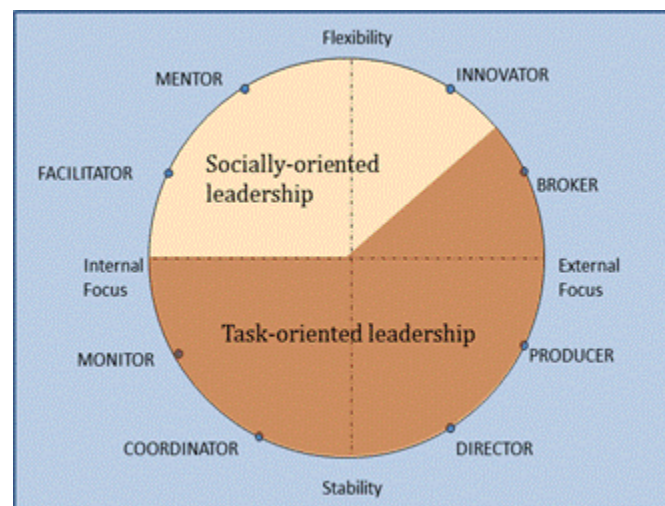 Flexibility
MENTOR
INNOVATOR
Socially-oriented
leadership
FACILITATOR
BROKER
Internal
Focus
External
Focus
Task-oriented leadership
MONITOR
PRODUCER
COORDINATOR
DIRECTOR
Stability